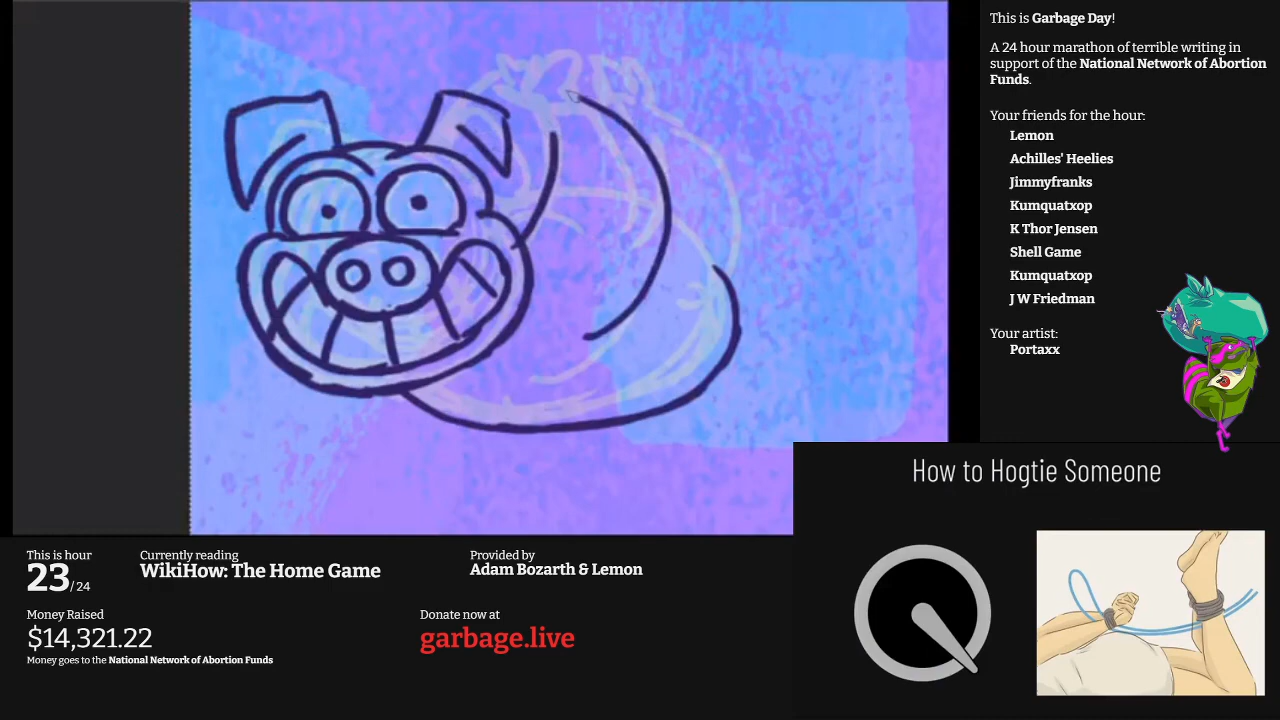 This is Garbage Day!
A 24 hour marathon of terrible writing in
support of the National Network of Abortion
Funds.
Your friends for the hour:
Lemon
Achilles' Heelies
Jimmyfranks
Kumquatxop
K Thor Jensen
Shell Game
Kumquatxop
J W Friedman
Your artist:
Portaxx
How to Hogtie Someone
This is hour
23/24
Currently reading
WikiHow: The Home Game
Provided by
Adam Bozarth & Lemon
Money Raised
$14,321.22
Money goes to the National Network of Abortion Funds
Donate now at
garbage.live